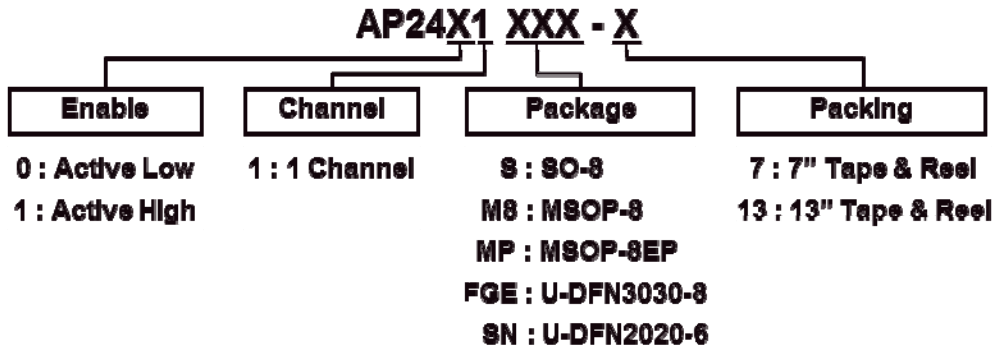 AP24X1 XXX - X
Enable Channel Package Packing
0 : Active Low 1 : 1 Channel S : SO-8 7 : 7" Tape & Reel
1 : Active High M8 : MSOP-8 13 : 13" Tape & Reel
MP : MSOP-8EP
FGE : U-DFN3030-8
SN : U-DFN2020-6